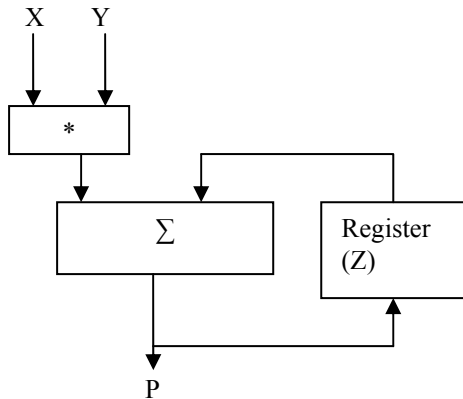 X Y
*
∑
Register
(Z)
P